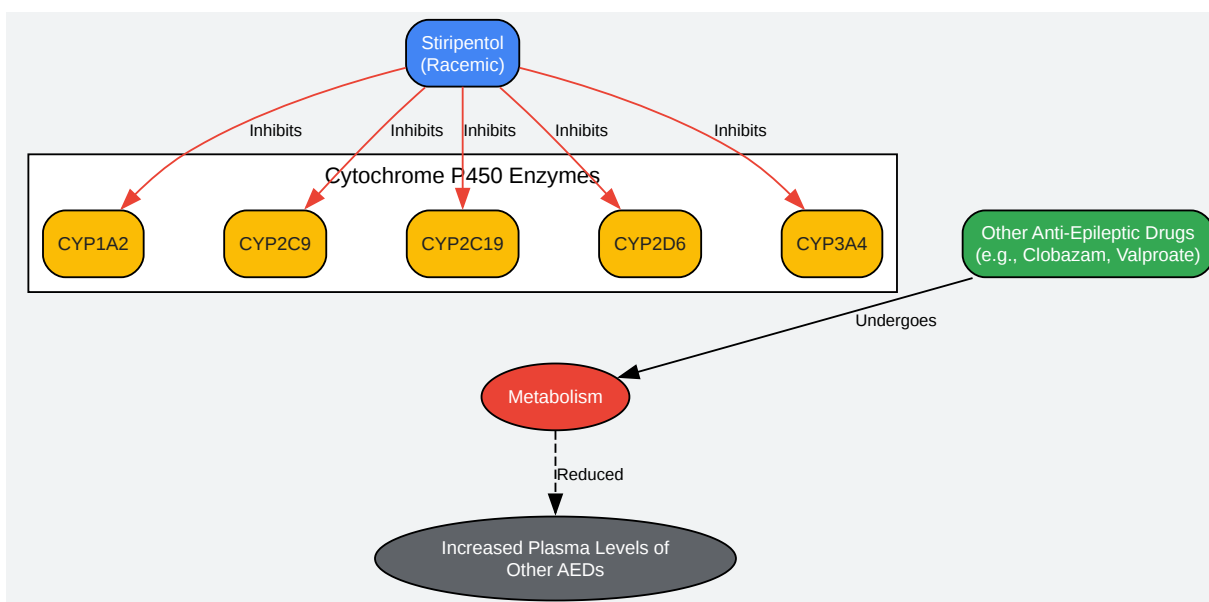 Stiripentol
(Racemic)
Inhibits
Inhibits
Inhibits
Inhibits
Inhibits
Cytochrome P450 Enzymes
CYP1A2
CYP2C9
CYP2C19
CYP2D6
CYP3A4
Other Anti-Epileptic Drugs
(e.g., Clobazam, Valproate)
Undergoes
Metabolism
Reduced
Increased Plasma Levels of
Other AEDs